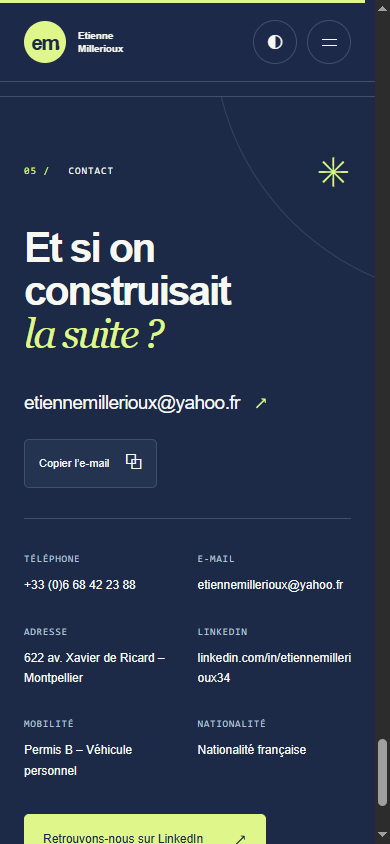 em
Etienne
Millerioux
05 / CONTACT
Et si on
construisait
la suite ?
etiennemillerioux@yahoo.fr ↗
Copier l'e-mail
TÉLÉPHONE
+33 (0)6 68 42 23 88
E-MAIL
etiennemillerioux@yahoo.fr
ADRESSE
622 av. Xavier de Ricard –
Montpellier
LINKEDIN
linkedin.com/in/etiennemilleri
oux34
MOBILITÉ
Permis B – Véhicule
personnel
NATIONALITÉ
Nationalité française
Retrouvons-nous sur LinkedIn ↗